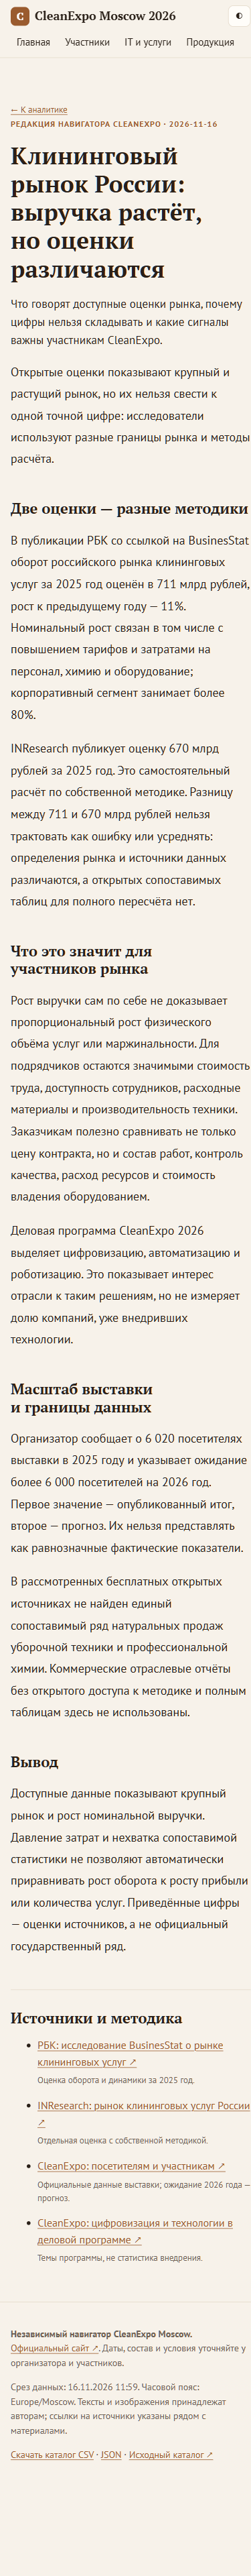 C CleanExpo Moscow 2026
Главная Участники IT и услуги Продукция
← К аналитике
РЕДАКЦИЯ НАВИГАТОРА CLEANEXPO · 2026-11-16
Клининговый
рынок России:
выручка растёт,
но оценки
различаются
Что говорят доступные оценки рынка, почему
цифры нельзя складывать и какие сигналы
важны участникам CleanExpo.
Открытые оценки показывают крупный и
растущий рынок, но их нельзя свести к
одной точной цифре: исследователи
используют разные границы рынка и методы
расчёта.
Две оценки — разные методики
В публикации РБК со ссылкой на BusinesStat
оборот российского рынка клининговых
услуг за 2025 год оценён в 711 млрд рублей,
рост к предыдущему году — 11%.
Номинальный рост связан в том числе с
повышением тарифов и затратами на
персонал, химию и оборудование;
корпоративный сегмент занимает более
80%.
INResearch публикует оценку 670 млрд
рублей за 2025 год. Это самостоятельный
расчёт по собственной методике. Разницу
между 711 и 670 млрд рублей нельзя
трактовать как ошибку или усреднять:
определения рынка и источники данных
различаются, а открытых сопоставимых
таблиц для полного пересчёта нет.
Что это значит для
участников рынка
Рост выручки сам по себе не доказывает
пропорциональный рост физического
объёма услуг или маржинальности. Для
подрядчиков остаются значимыми стоимость
труда, доступность сотрудников, расходные
материалы и производительность техники.
Заказчикам полезно сравнивать не только
цену контракта, но и состав работ, контроль
качества, расход ресурсов и стоимость
владения оборудованием.
Деловая программа CleanExpo 2026
выделяет цифровизацию, автоматизацию и
роботизацию. Это показывает интерес
отрасли к таким решениям, но не измеряет
долю компаний, уже внедривших
технологии.
Масштаб выставки
и границы данных
Организатор сообщает о 6 020 посетителях
выставки в 2025 году и указывает ожидание
более 6 000 посетителей на 2026 год.
Первое значение — опубликованный итог,
второе — прогноз. Их нельзя представлять
как равнозначные фактические показатели.
В рассмотренных бесплатных открытых
источниках не найден единый
сопоставимый ряд натуральных продаж
уборочной техники и профессиональной
химии. Коммерческие отраслевые отчёты
без открытого доступа к методике и полным
таблицам здесь не использованы.
Вывод
Доступные данные показывают крупный
рынок и рост номинальной выручки.
Давление затрат и нехватка сопоставимой
статистики не позволяют автоматически
приравнивать рост оборота к росту прибыли
или количества услуг. Приведённые цифры
— оценки источников, а не официальный
государственный ряд.
Источники и методика
РБК: исследование BusinesStat о рынке
клининговых услуг ↗
Оценка оборота и динамики за 2025 год.
INResearch: рынок клининговых услуг России
↗
Отдельная оценка с собственной методикой.
CleanExpo: посетителям и участникам ↗
Официальные данные выставки; ожидание 2026 года —
прогноз.
CleanExpo: цифровизация и технологии в
деловой программе ↗
Темы программы, не статистика внедрения.
Независимый навигатор CleanExpo Moscow.
Официальный сайт ↗. Даты, состав и условия уточняйте у
организатора и участников.
Срез данных: 16.11.2026 11:59. Часовой пояс:
Europe/Moscow. Тексты и изображения принадлежат
авторам; ссылки на источники указаны рядом с
материалами.
Скачать каталог CSV · JSON · Исходный каталог ↗